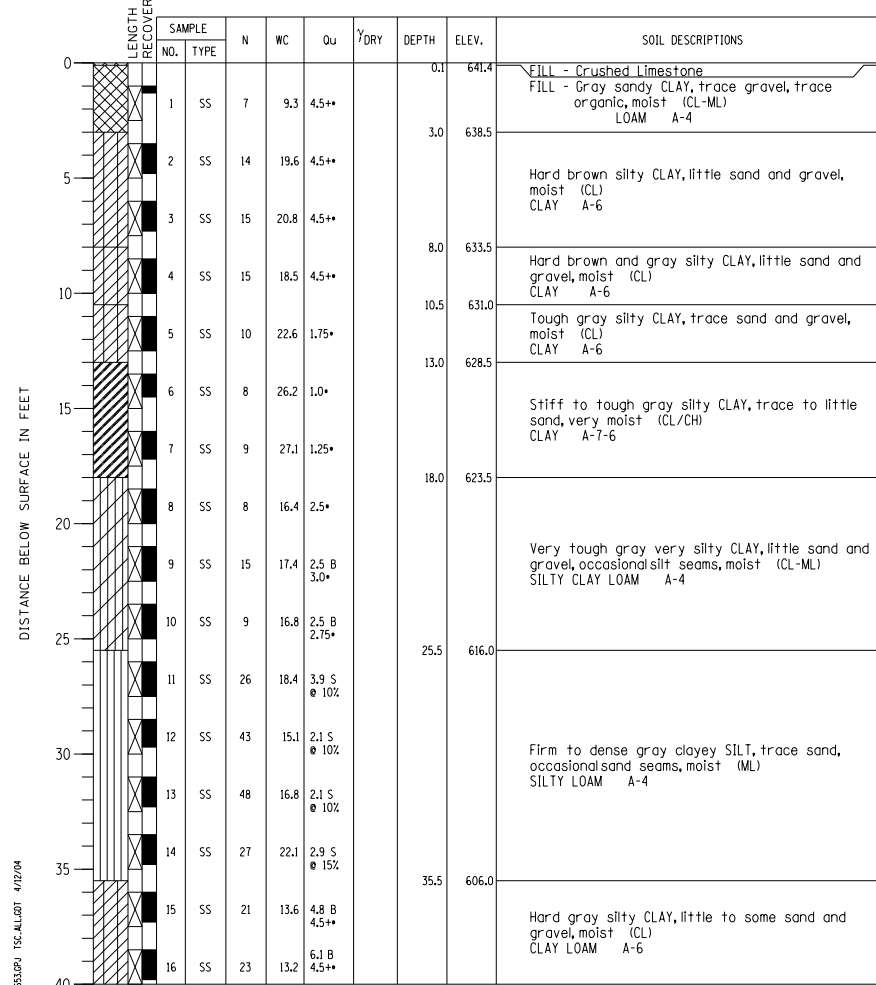 LENGTH
RECOVERY
SAMPLE
NO. TYPE N WC Qu γDRY DEPTH ELEV. SOIL DESCRIPTIONS
DISTANCE BELOW SURFACE IN FEET
0
0.1 641.4 FILL - Crushed Limestone
1 SS 7 9.3 4.5+*
FILL - Gray sandy CLAY, trace gravel, trace
organic, moist (CL-ML)
LOAM A-4
3.0 638.5
2 SS 14 19.6 4.5+*
5
Hard brown silty CLAY, little sand and gravel,
moist (CL)
CLAY A-6
3 SS 15 20.8 4.5+*
8.0 633.5
4 SS 15 18.5 4.5+*
Hard brown and gray silty CLAY, little sand and
gravel, moist (CL)
CLAY A-6
10
10.5 631.0
5 SS 10 22.6 1.75*
Tough gray silty CLAY, trace sand and gravel,
moist (CL)
CLAY A-6
13.0 628.5
6 SS 8 26.2 1.0*
15
Stiff to tough gray silty CLAY, trace to little
sand, very moist (CL/CH)
CLAY A-7-6
7 SS 9 27.1 1.25*
18.0 623.5
8 SS 8 16.4 2.5*
20
9 SS 15 17.4 2.5 B
3.0*
Very tough gray very silty CLAY, little sand and
gravel, occasional silt seams, moist (CL-ML)
SILTY CLAY LOAM A-4
10 SS 9 16.8 2.5 B
2.75*
25
25.5 616.0
11 SS 26 18.4 3.9 S
@ 10%
12 SS 43 15.1 2.1 S
@ 10%
30
Firm to dense gray clayey SILT, trace sand,
occasional sand seams, moist (ML)
SILTY LOAM A-4
13 SS 48 16.8 2.1 S
@ 10%
14 SS 27 22.1 2.9 S
@ 15%
35
35.5 606.0
15 SS 21 13.6 4.8 B
4.5+*
Hard gray silty CLAY, little to some sand and
gravel, moist (CL)
CLAY LOAM A-6
16 SS 23 13.2 6.1 B
4.5+*
40
553.GPJ TSC_ALL.GDT 4/12/04